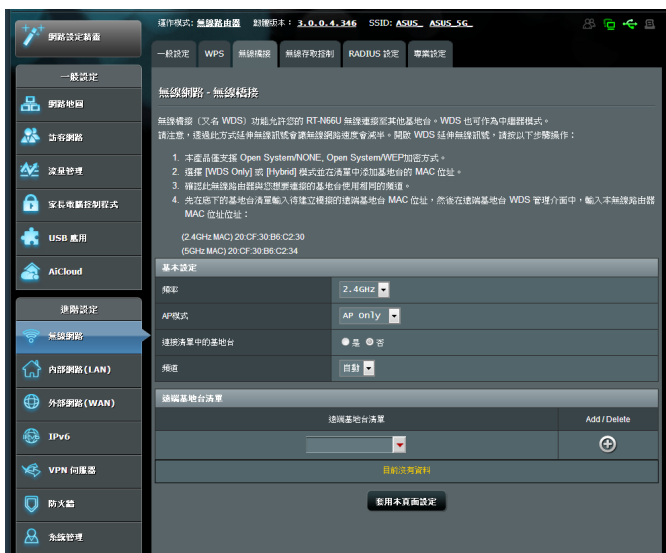 網路設定精靈
一般設定
網路地圖
訪客網路
流量管理
家長電腦控制程式
USB 應用
AiCloud
進階設定
無線網路
內部網路(LAN)
外部網路(WAN)
IPv6
VPN 伺服器
防火牆
系統管理
運作模式: 無線路由器 韌體版本: 3.0.0.4.346 SSID: ASUS_ ASUS_5G_
一般設定 WPS 無線橋接 無線存取控制 RADIUS 設定 專業設定
無線網路 - 無線橋接
無線橋接(又名 WDS)功能允許您的 RT-N66U 無線連接至其他基地台。WDS 也可作為中繼器模式。
請注意,透過此方式延伸無線訊號會讓無線網路速度會減半。開啟 WDS 延伸無線訊號,請按以下步驟操作:
1. 本產品僅支援 Open System/NONE, Open System/WEP加密方式。
2. 選擇 [WDS Only] 或 [Hybrid] 模式並在清單中添加基地台的 MAC 位址。
3. 確認此無線路由器與您想要連接的基地台使用相同的頻道。
4. 先在底下的基地台清單輸入待建立橋接的遠端基地台 MAC 位址,然後在遠端基地台 WDS 管理介面中,輸入本無線路由器
MAC 位址位址:
(2.4GHz MAC) 20:CF:30:B6:C2:30
(5GHz MAC) 20:CF:30:B6:C2:34
基本設定
頻率 2.4GHz
AP模式 AP Only
連接清單中的基地台 是 否
頻道 自動
遠端基地台清單
遠端基地台清單 Add / Delete
目前沒有資料
套用本頁面設定